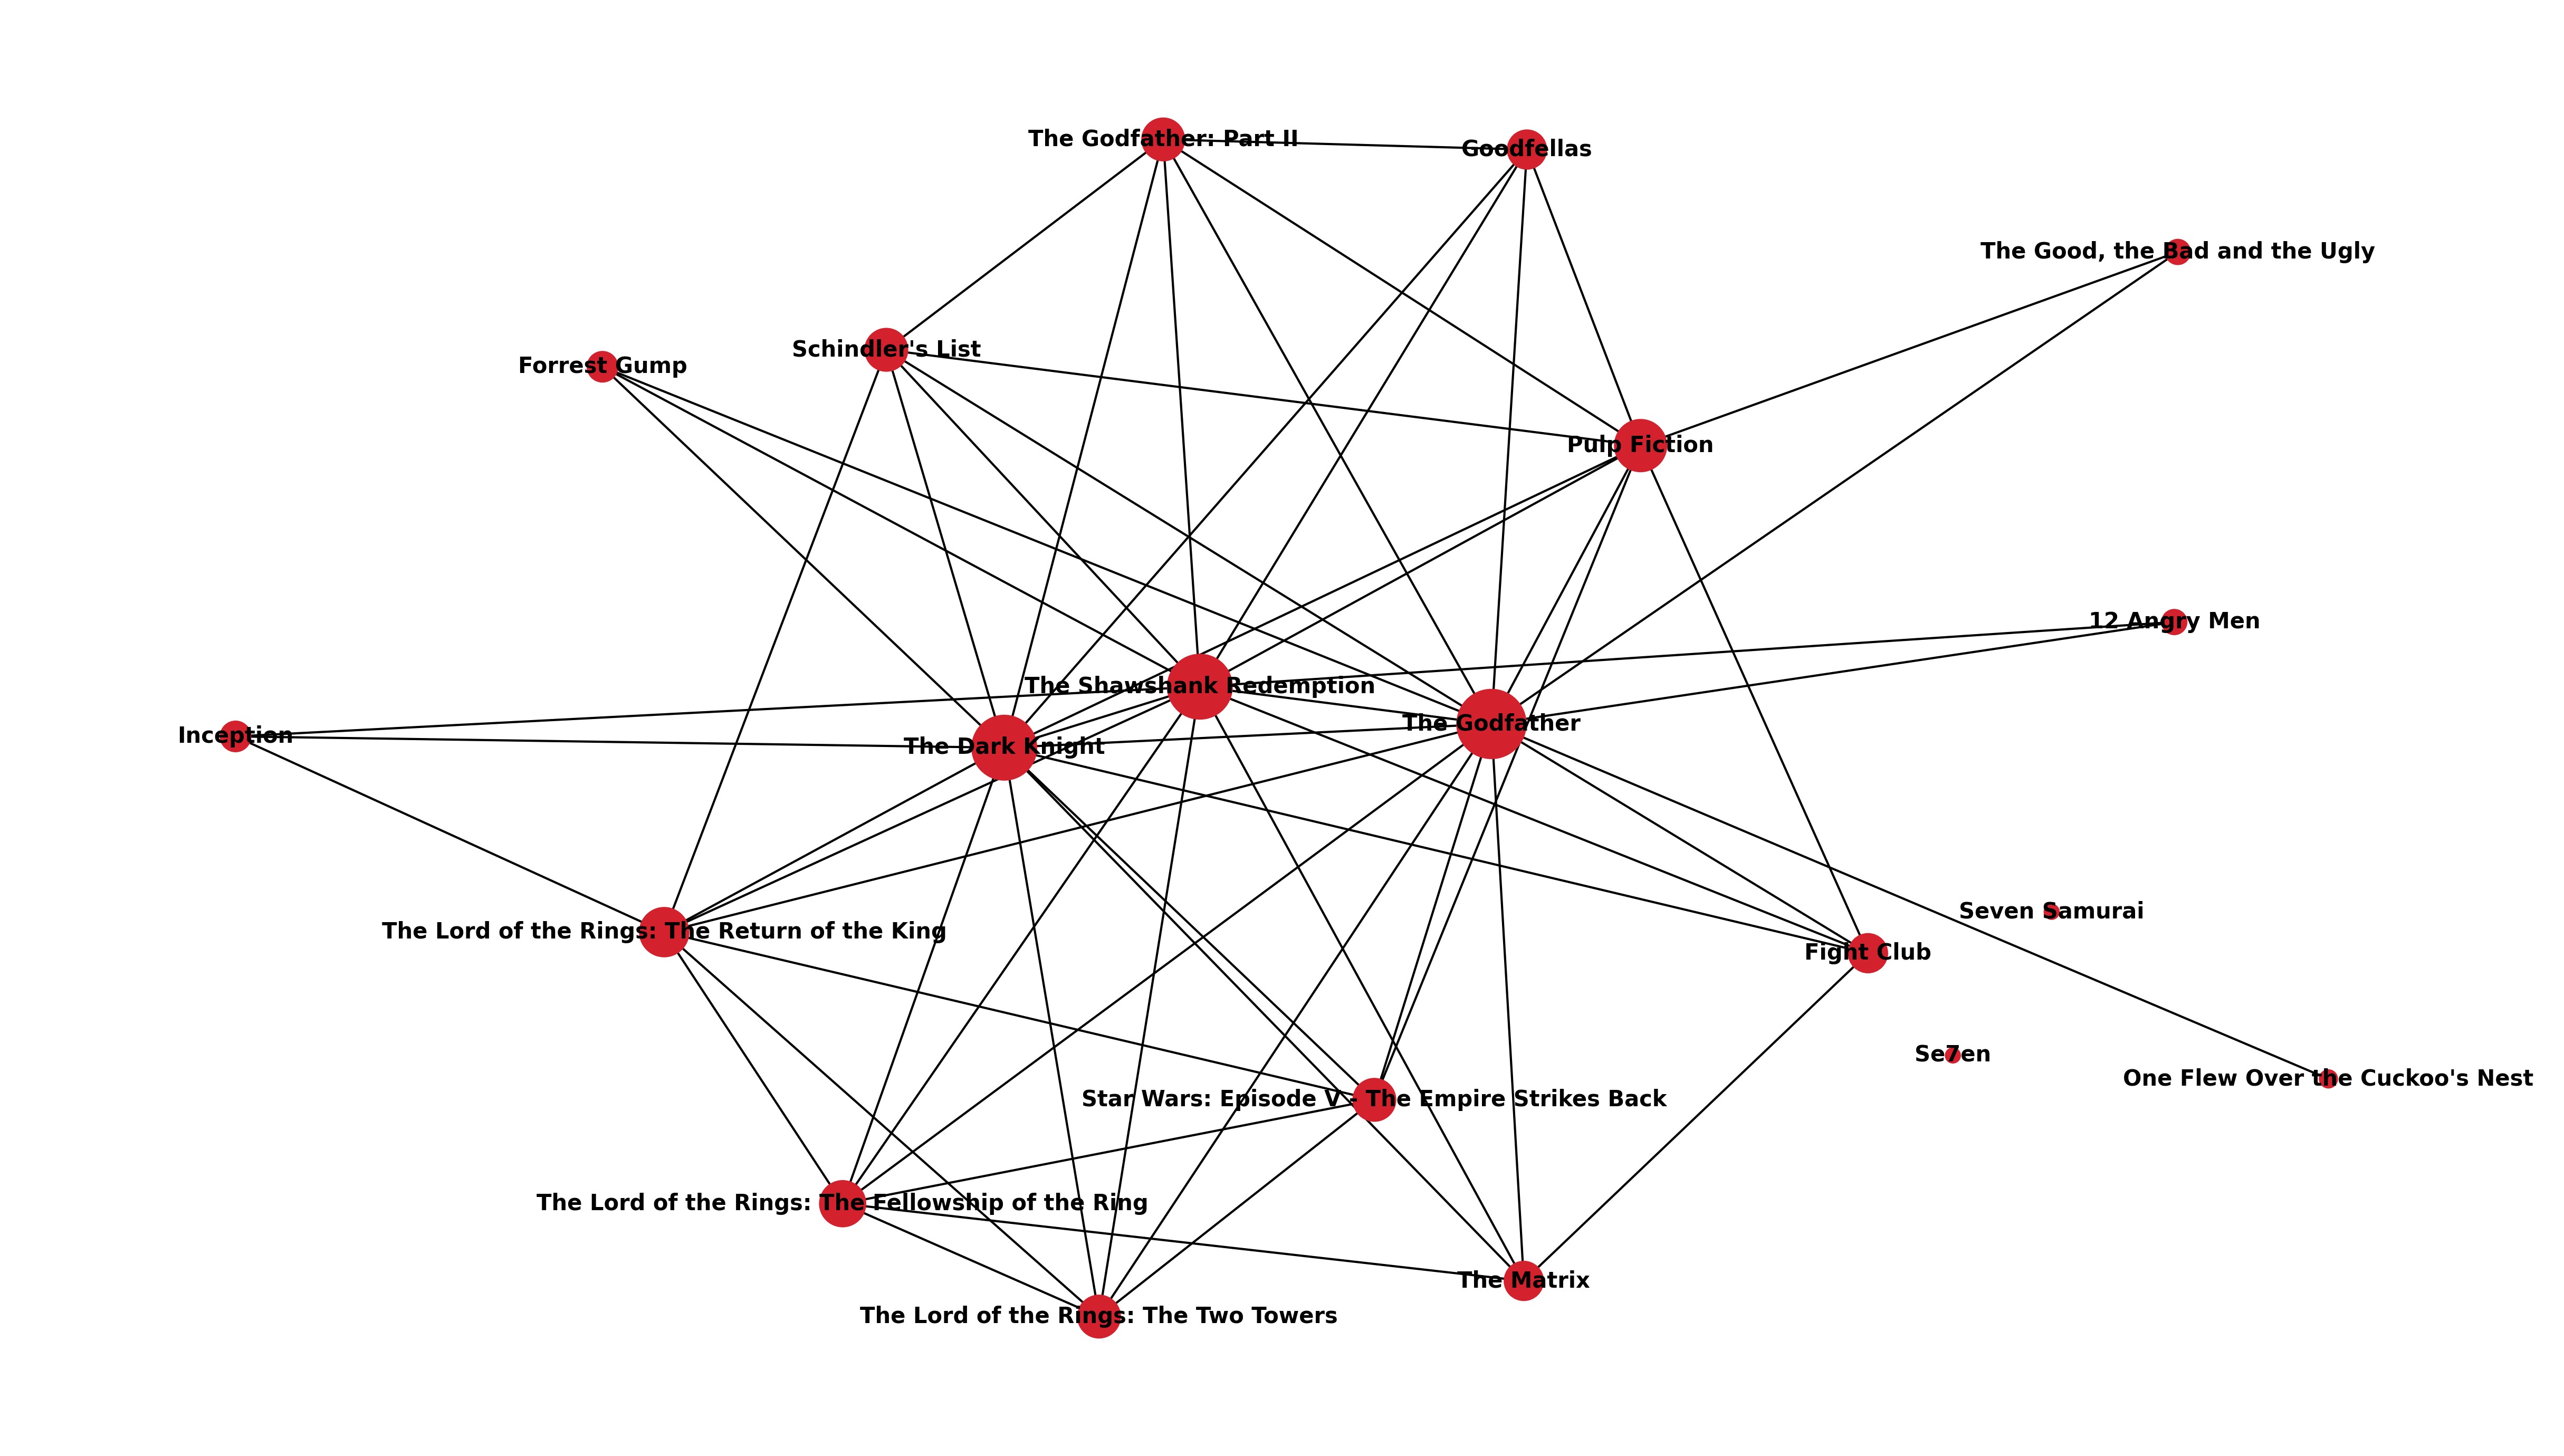 The Godfather: Part II
Goodfellas
The Good, the Bad and the Ugly
Schindler's List
Forrest Gump
Pulp Fiction
12 Angry Men
The Shawshank Redemption
The Godfather
Inception
The Dark Knight
Seven Samurai
The Lord of the Rings: The Return of the King
Fight Club
Se7en
One Flew Over the Cuckoo's Nest
Star Wars: Episode V - The Empire Strikes Back
The Lord of the Rings: The Fellowship of the Ring
The Matrix
The Lord of the Rings: The Two Towers